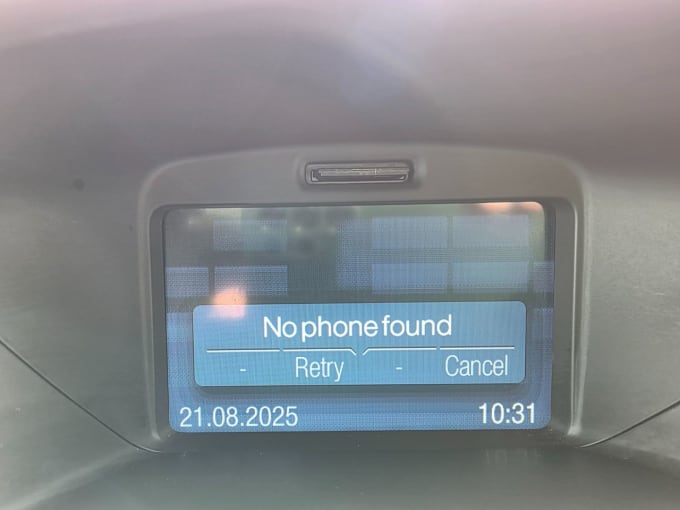 No phone found
- Retry - Cancel
21.08.2025 10:31